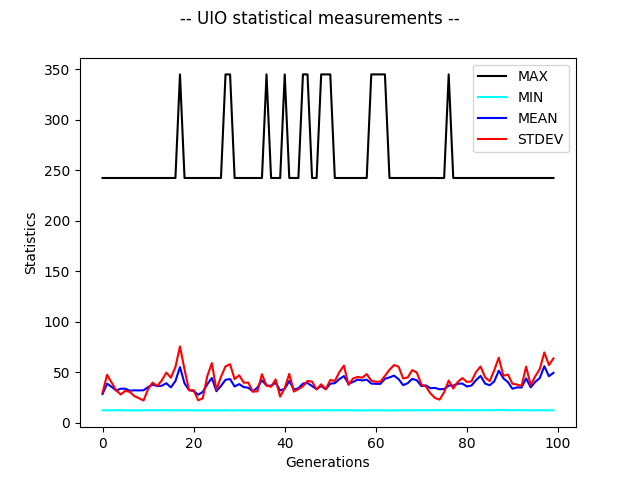 -- UIO statistical measurements --
MAX
MIN
MEAN
STDEV
350
300
250
200
150
100
50
0
Statistics
0
20
40
60
80
100
Generations